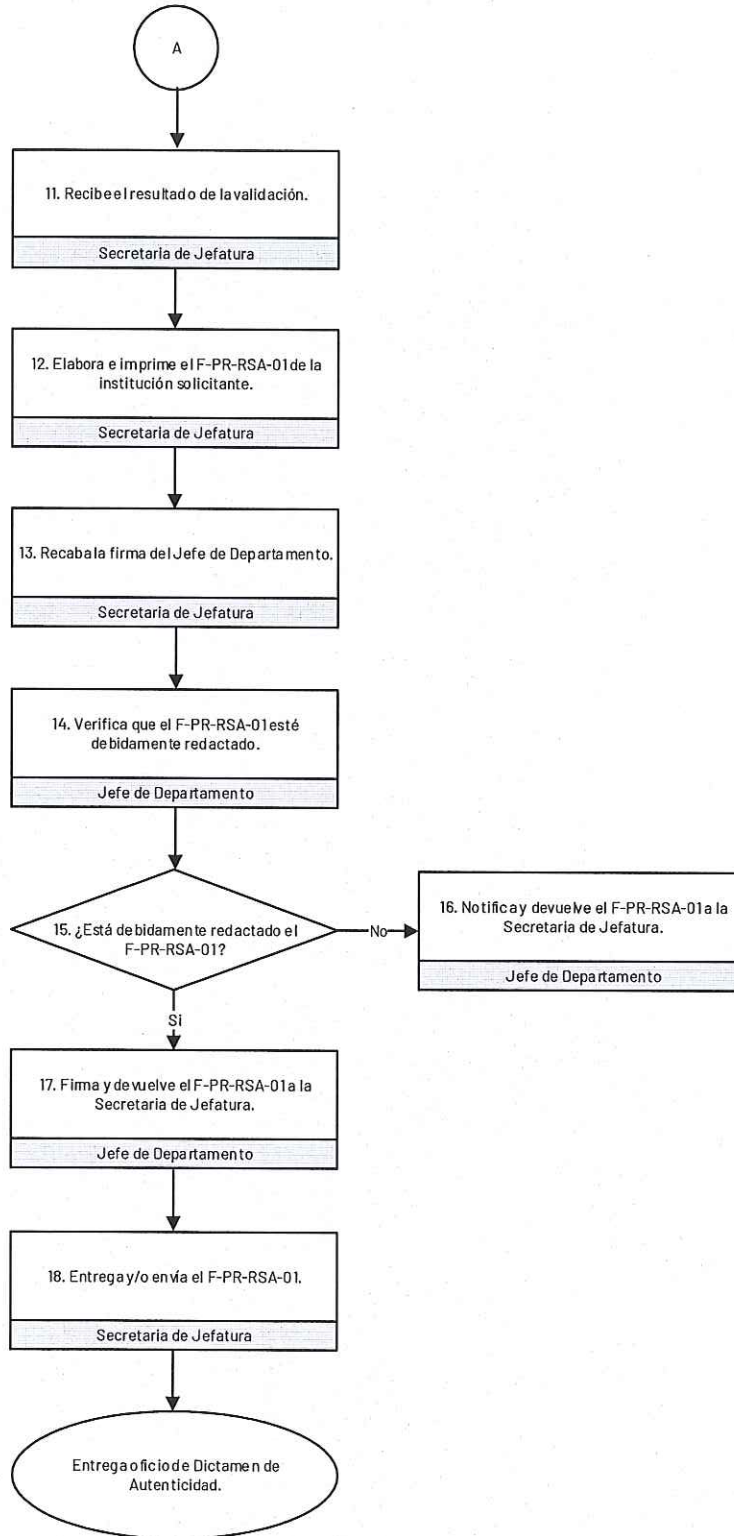 A
11. Recibe el resultado de la validación.
Secretaria de Jefatura
12. Elabora e imprime el F-PR-RSA-01 de la
institución solicitante.
Secretaria de Jefatura
13. Recaba la firma del Jefe de Departamento.
Secretaria de Jefatura
14. Verifica que el F-PR-RSA-01 esté
debidamente redactado.
Jefe de Departamento
15. ¿Está debidamente redactado el
F-PR-RSA-01?
No
16. Notifica y devuelve el F-PR-RSA-01 a la
Secretaria de Jefatura.
Jefe de Departamento
Si
17. Firma y devuelve el F-PR-RSA-01 a la
Secretaria de Jefatura.
Jefe de Departamento
18. Entrega y/o envía el F-PR-RSA-01.
Secretaria de Jefatura
Entrega oficio de Dictamen de
Autenticidad.